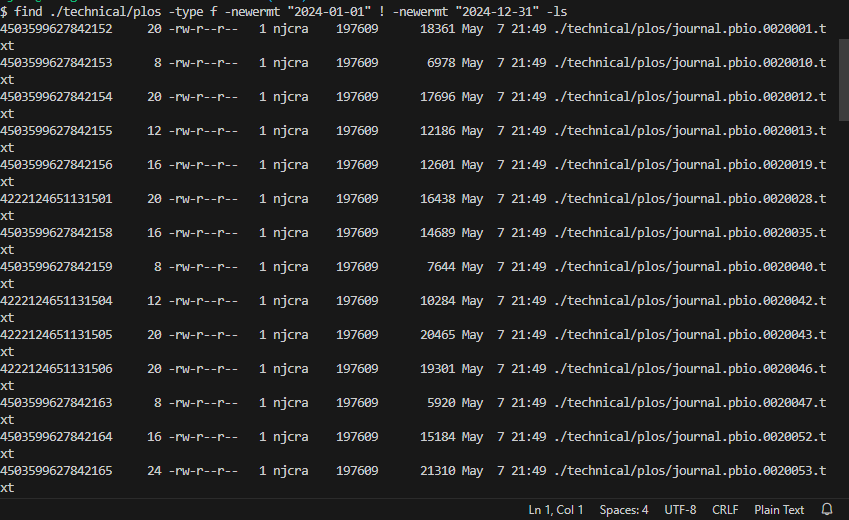 $ find ./technical/plos -type f -newermt "2024-01-01" ! -newermt "2024-12-31" -ls
4503599627842152     20 -rw-r--r--   1 njcra    197609      18361 May  7 21:49 ./technical/plos/journal.pbio.0020001.t
xt
4503599627842153      8 -rw-r--r--   1 njcra    197609       6978 May  7 21:49 ./technical/plos/journal.pbio.0020010.t
xt
4503599627842154     20 -rw-r--r--   1 njcra    197609      17696 May  7 21:49 ./technical/plos/journal.pbio.0020012.t
xt
4503599627842155     12 -rw-r--r--   1 njcra    197609      12186 May  7 21:49 ./technical/plos/journal.pbio.0020013.t
xt
4503599627842156     16 -rw-r--r--   1 njcra    197609      12601 May  7 21:49 ./technical/plos/journal.pbio.0020019.t
xt
4222124651131501     20 -rw-r--r--   1 njcra    197609      16438 May  7 21:49 ./technical/plos/journal.pbio.0020028.t
xt
4503599627842158     16 -rw-r--r--   1 njcra    197609      14689 May  7 21:49 ./technical/plos/journal.pbio.0020035.t
xt
4503599627842159      8 -rw-r--r--   1 njcra    197609       7644 May  7 21:49 ./technical/plos/journal.pbio.0020040.t
xt
4222124651131504     12 -rw-r--r--   1 njcra    197609      10284 May  7 21:49 ./technical/plos/journal.pbio.0020042.t
xt
4222124651131505     20 -rw-r--r--   1 njcra    197609      20465 May  7 21:49 ./technical/plos/journal.pbio.0020043.t
xt
4222124651131506     20 -rw-r--r--   1 njcra    197609      19301 May  7 21:49 ./technical/plos/journal.pbio.0020046.t
xt
4503599627842163      8 -rw-r--r--   1 njcra    197609       5920 May  7 21:49 ./technical/plos/journal.pbio.0020047.t
xt
4503599627842164     16 -rw-r--r--   1 njcra    197609      15184 May  7 21:49 ./technical/plos/journal.pbio.0020052.t
xt
4503599627842165     24 -rw-r--r--   1 njcra    197609      21310 May  7 21:49 ./technical/plos/journal.pbio.0020053.t
xt
Ln 1, Col 1 Spaces: 4 UTF-8 CRLF Plain Text